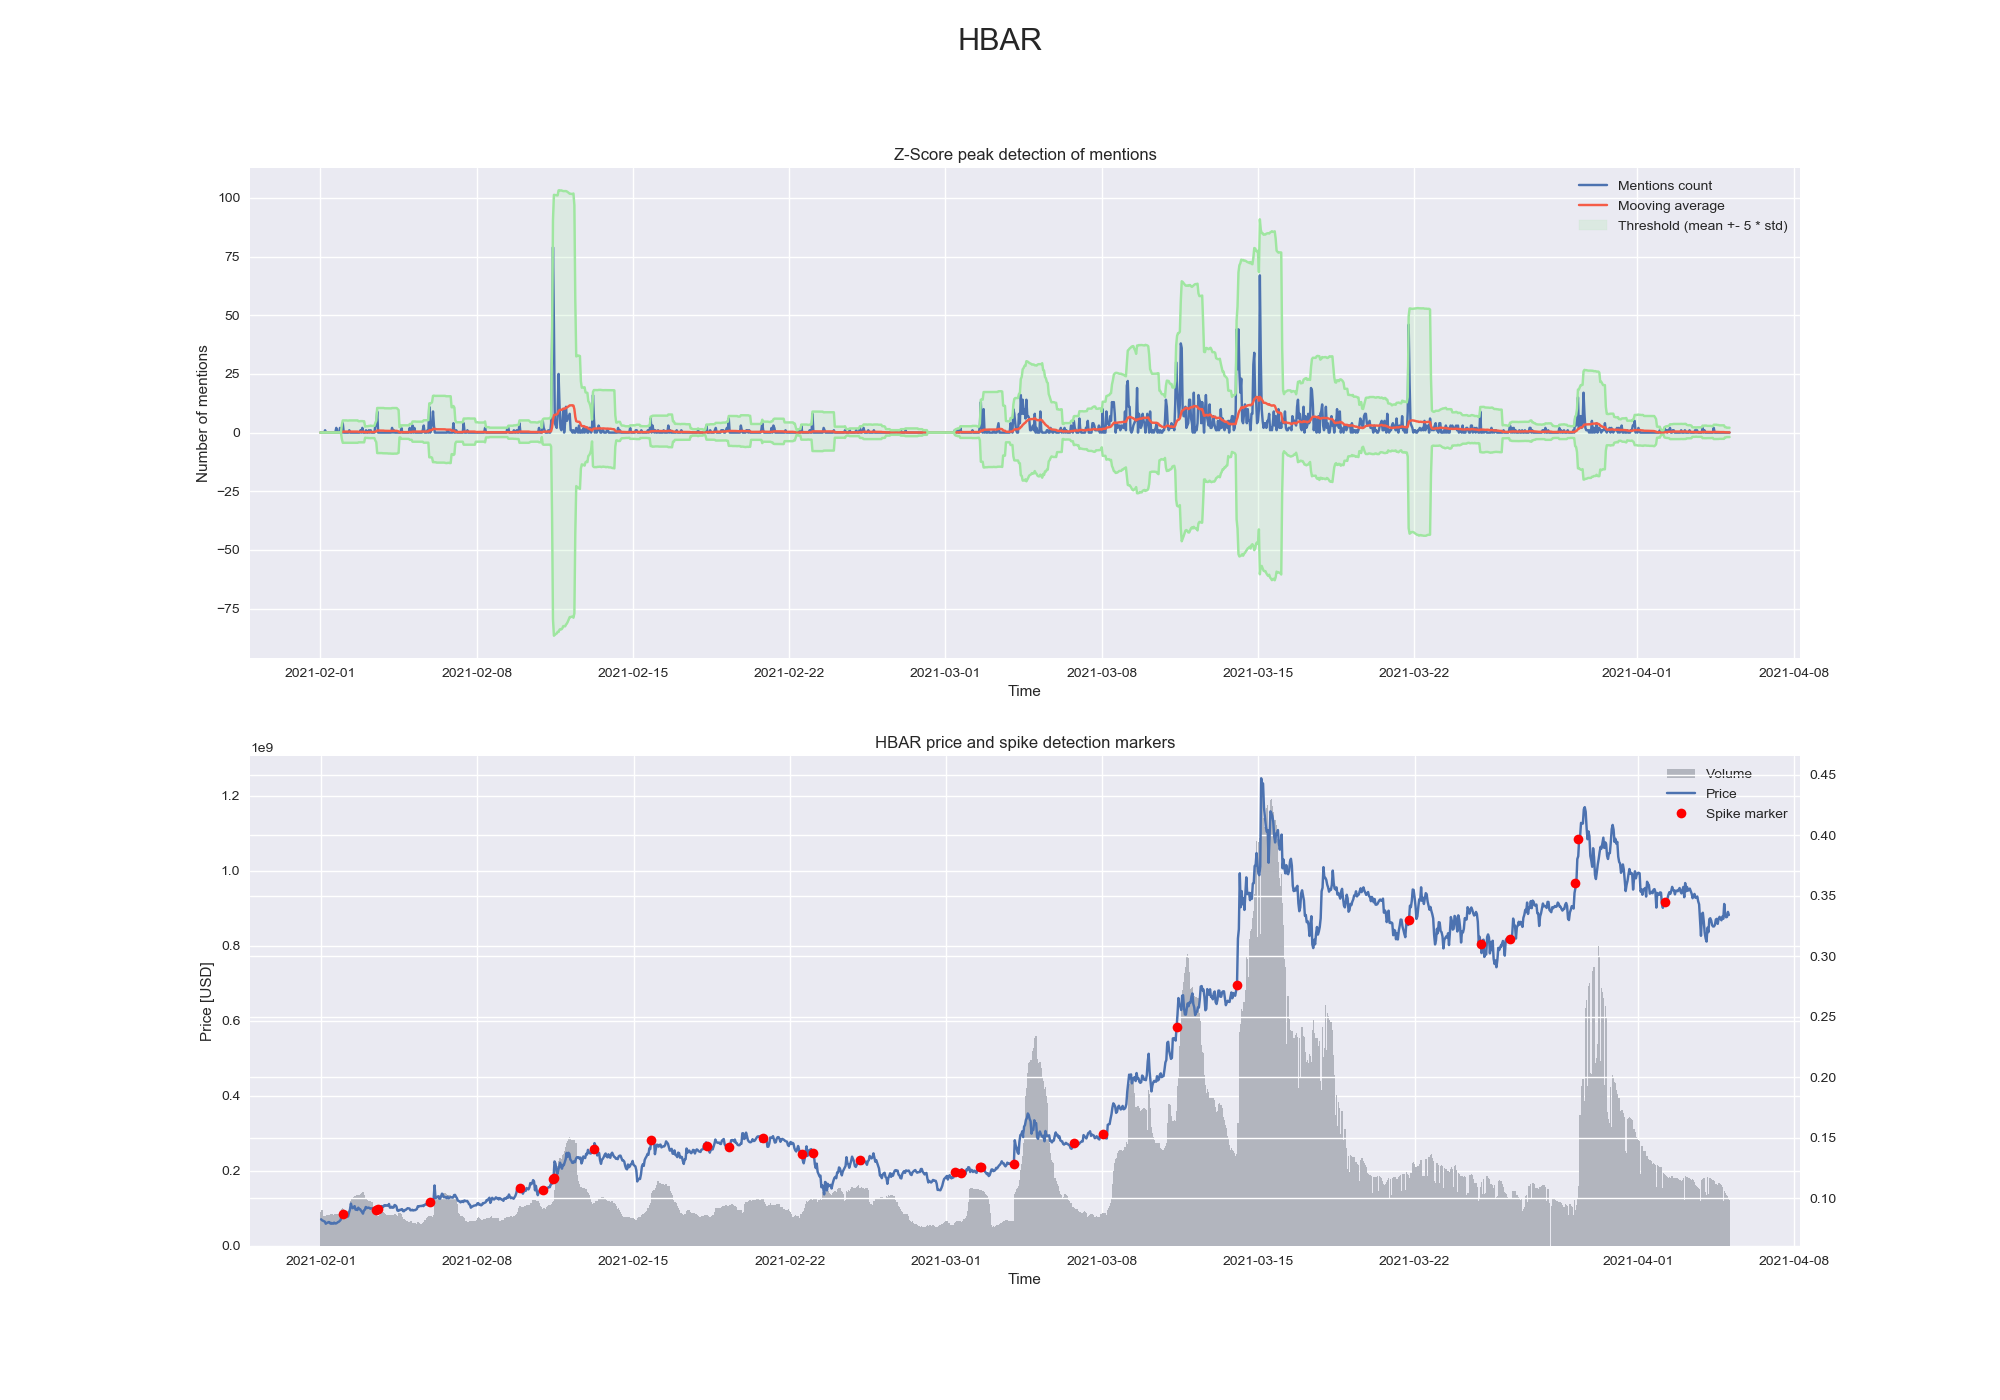 HBAR
Z-Score peak detection of mentions
Mentions count
Mooving average
Threshold (mean +- 5 * std)
Number of mentions
100
75
50
25
0
−25
−50
−75
2021-02-01 2021-02-08 2021-02-15 2021-02-22 2021-03-01 2021-03-08 2021-03-15 2021-03-22 2021-04-01 2021-04-08
Time
HBAR price and spike detection markers
1e9
Volume
Price
Spike marker
Price [USD]
1.2
1.0
0.8
0.6
0.4
0.2
0.0
0.45
0.40
0.35
0.30
0.25
0.20
0.15
0.10
2021-02-01 2021-02-08 2021-02-15 2021-02-22 2021-03-01 2021-03-08 2021-03-15 2021-03-22 2021-04-01 2021-04-08
Time